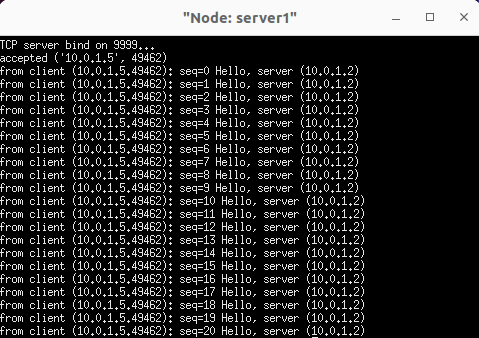 "Node: server1"
TCP server bind on 9999...
accepted ('10.0.1.5', 49462)
from client (10.0.1.5.49462): seq=0 Hello, server (10.0.1.2)
from client (10.0.1.5.49462): seq=1 Hello, server (10.0.1.2)
from client (10.0.1.5.49462): seq=2 Hello, server (10.0.1.2)
from client (10.0.1.5.49462): seq=3 Hello, server (10.0.1.2)
from client (10.0.1.5.49462): seq=4 Hello, server (10.0.1.2)
from client (10.0.1.5.49462): seq=5 Hello, server (10.0.1.2)
from client (10.0.1.5.49462): seq=6 Hello, server (10.0.1.2)
from client (10.0.1.5.49462): seq=7 Hello, server (10.0.1.2)
from client (10.0.1.5.49462): seq=8 Hello, server (10.0.1.2)
from client (10.0.1.5.49462): seq=9 Hello, server (10.0.1.2)
from client (10.0.1.5.49462): seq=10 Hello, server (10.0.1.2)
from client (10.0.1.5.49462): seq=11 Hello, server (10.0.1.2)
from client (10.0.1.5.49462): seq=12 Hello, server (10.0.1.2)
from client (10.0.1.5.49462): seq=13 Hello, server (10.0.1.2)
from client (10.0.1.5.49462): seq=14 Hello, server (10.0.1.2)
from client (10.0.1.5.49462): seq=15 Hello, server (10.0.1.2)
from client (10.0.1.5.49462): seq=16 Hello, server (10.0.1.2)
from client (10.0.1.5.49462): seq=17 Hello, server (10.0.1.2)
from client (10.0.1.5.49462): seq=18 Hello, server (10.0.1.2)
from client (10.0.1.5.49462): seq=19 Hello, server (10.0.1.2)
from client (10.0.1.5.49462): seq=20 Hello, server (10.0.1.2)